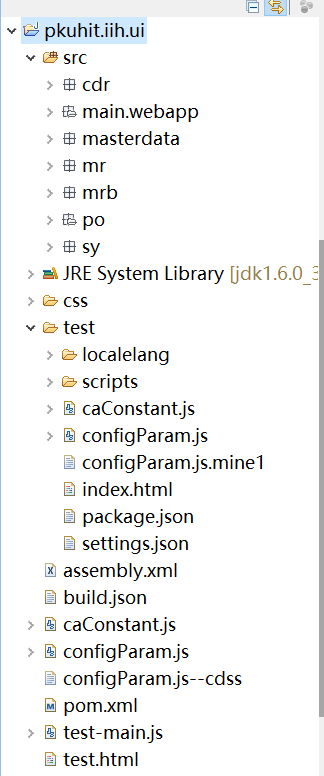 pkuhit.iih.ui
src
cdr
main.webapp
masterdata
mr
mrb
po
sy
JRE System Library [jdk1.6.0_3
css
test
localelang
scripts
caConstant.js
configParam.js
configParam.js.mine1
index.html
package.json
settings.json
assembly.xml
build.json
caConstant.js
configParam.js
configParam.js--cdss
pom.xml
test-main.js
test.html